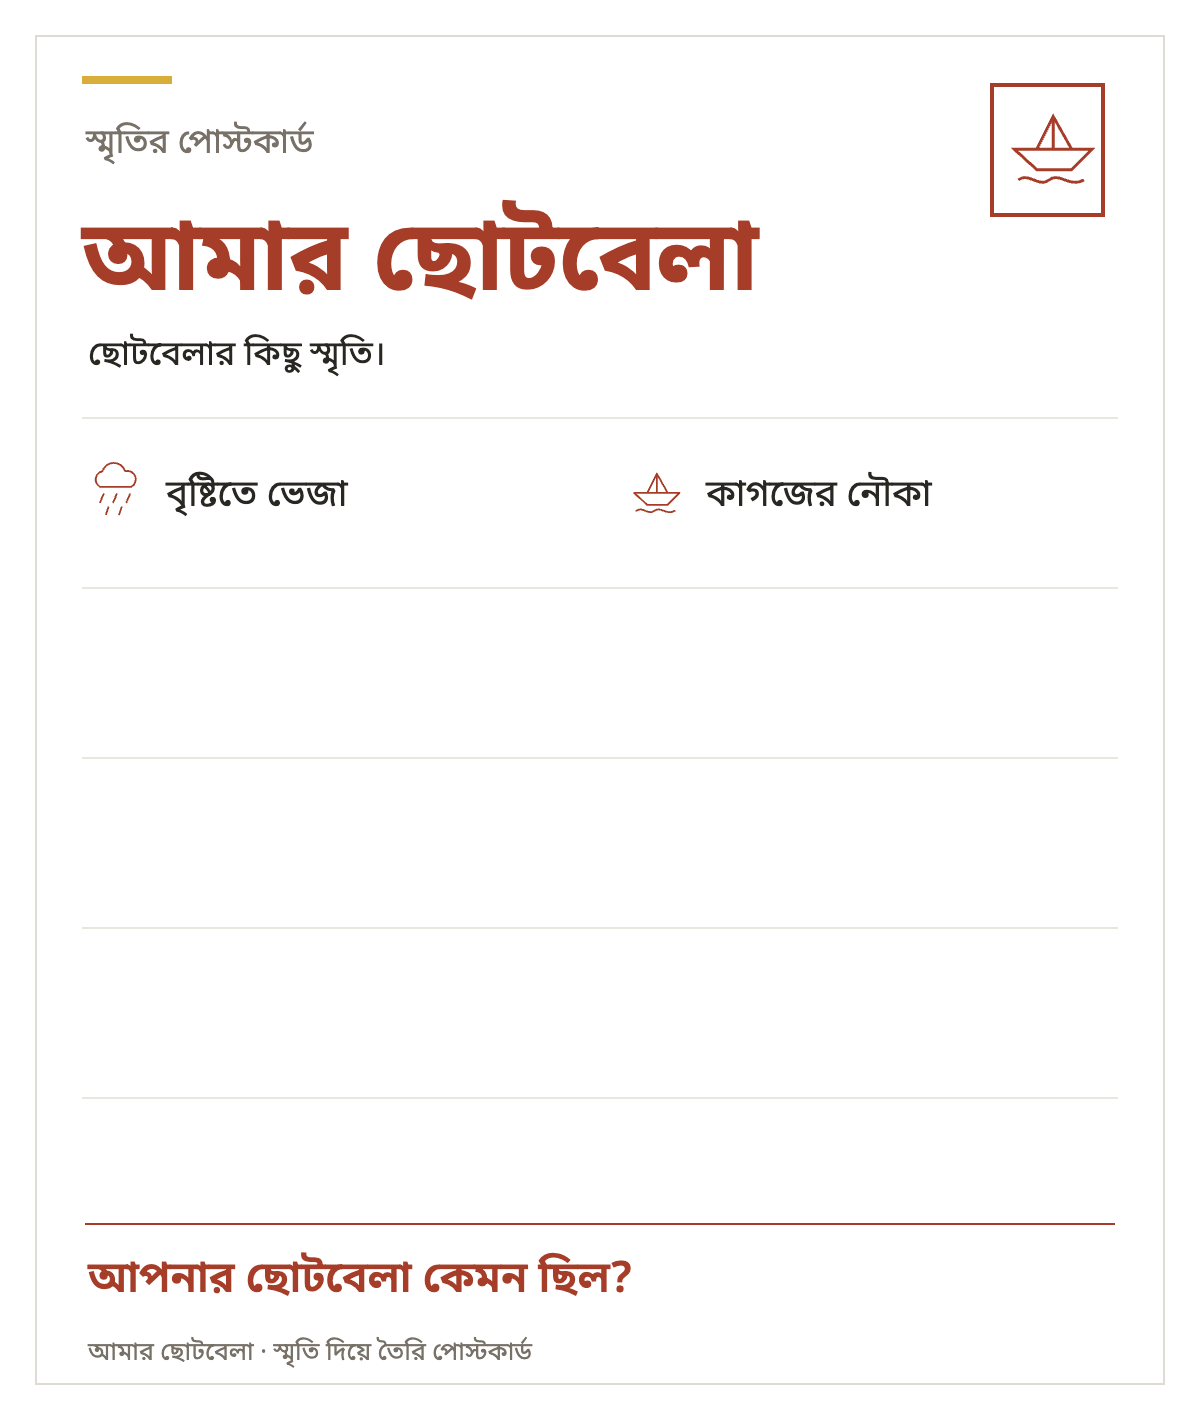 স্মৃতির পোস্টকার্ড
আমার ছোটবেলা
ছোটবেলার কিছু স্মৃতি।
বৃষ্টিতে ভেজা
কাগজের নৌকা
আপনার ছোটবেলা কেমন ছিল?
আমার ছোটবেলা · স্মৃতি দিয়ে তৈরি পোস্টকার্ড